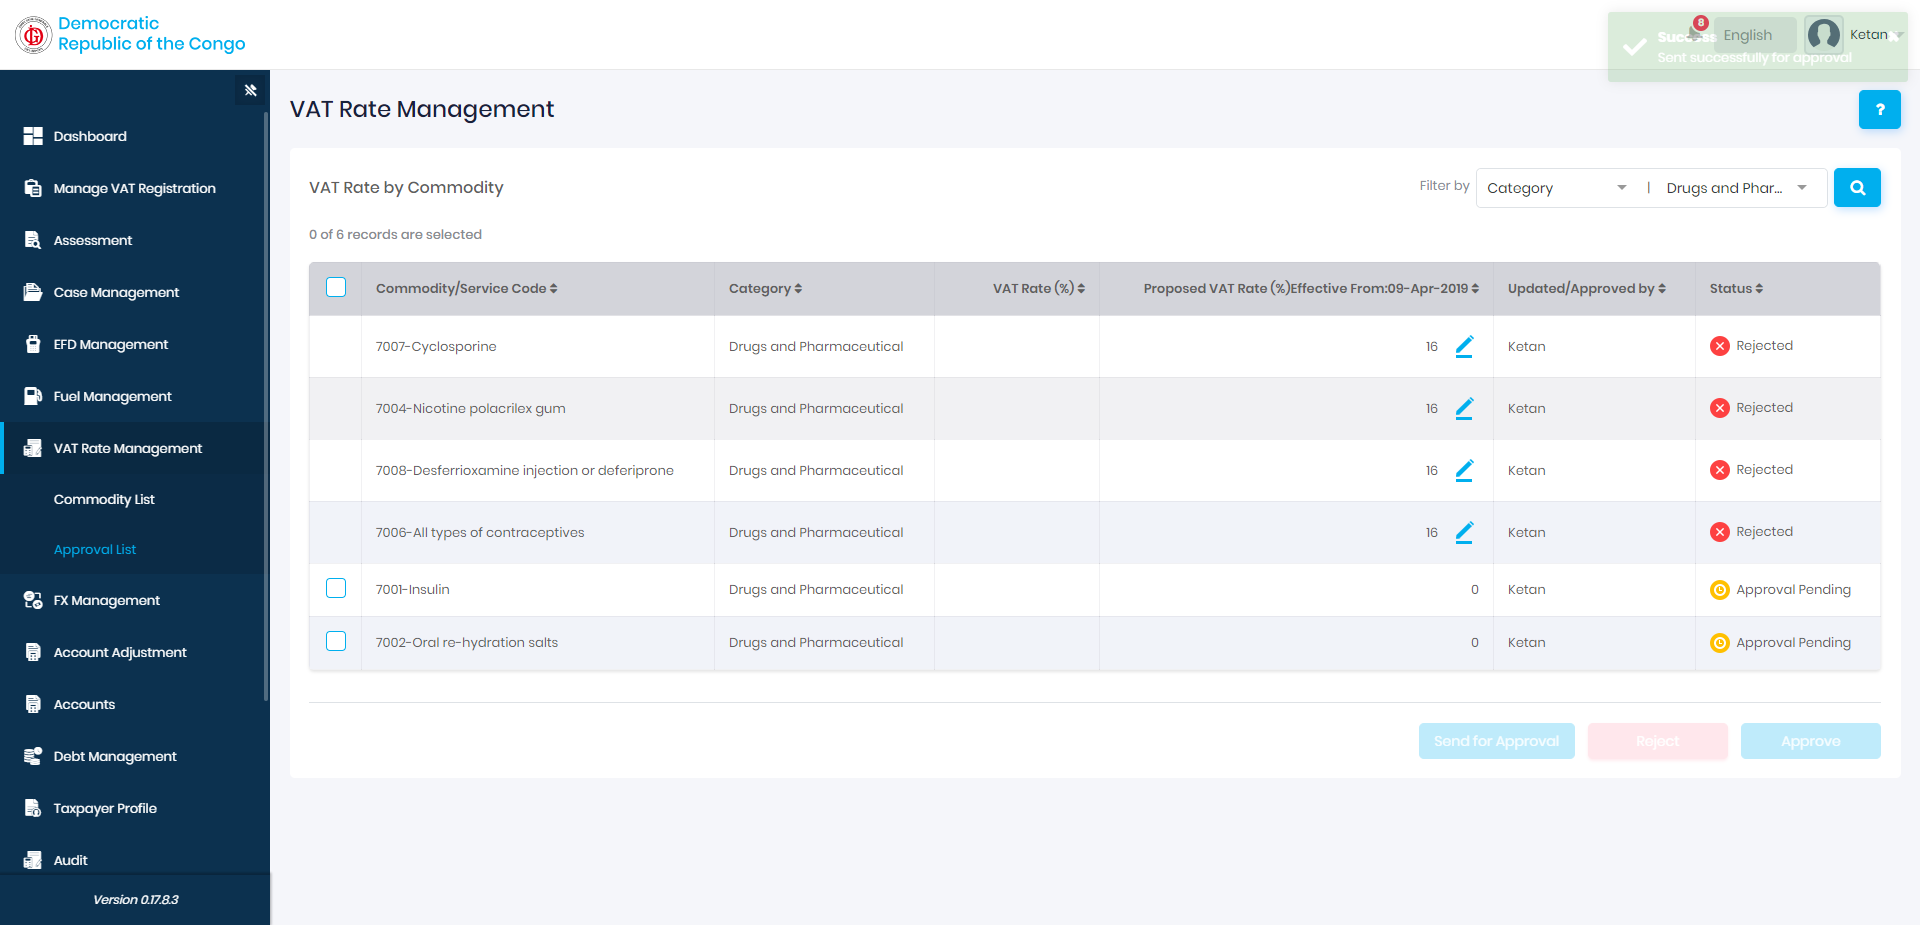 Democratic
Republic of the Congo
8
English
Ketan
Success
Sent successfully for approval
Dashboard
Manage VAT Registration
Assessment
Case Management
EFD Management
Fuel Management
VAT Rate Management
Commodity List
Approval List
FX Management
Account Adjustment
Accounts
Debt Management
Taxpayer Profile
Audit
Version 0.17.8.3
VAT Rate Management
?
VAT Rate by Commodity
Filter by Category | Drugs and Phar...
0 of 6 records are selected
Commodity/Service Code Category VAT Rate (%) Proposed VAT Rate (%)Effective From:09-Apr-2019 Updated/Approved by Status
7007-Cyclosporine Drugs and Pharmaceutical 16 Ketan Rejected
7004-Nicotine polacrilex gum Drugs and Pharmaceutical 16 Ketan Rejected
7008-Desferrioxamine injection or deferiprone Drugs and Pharmaceutical 16 Ketan Rejected
7006-All types of contraceptives Drugs and Pharmaceutical 16 Ketan Rejected
7001-Insulin Drugs and Pharmaceutical 0 Ketan Approval Pending
7002-Oral re-hydration salts Drugs and Pharmaceutical 0 Ketan Approval Pending
Send for Approval Reject Approve